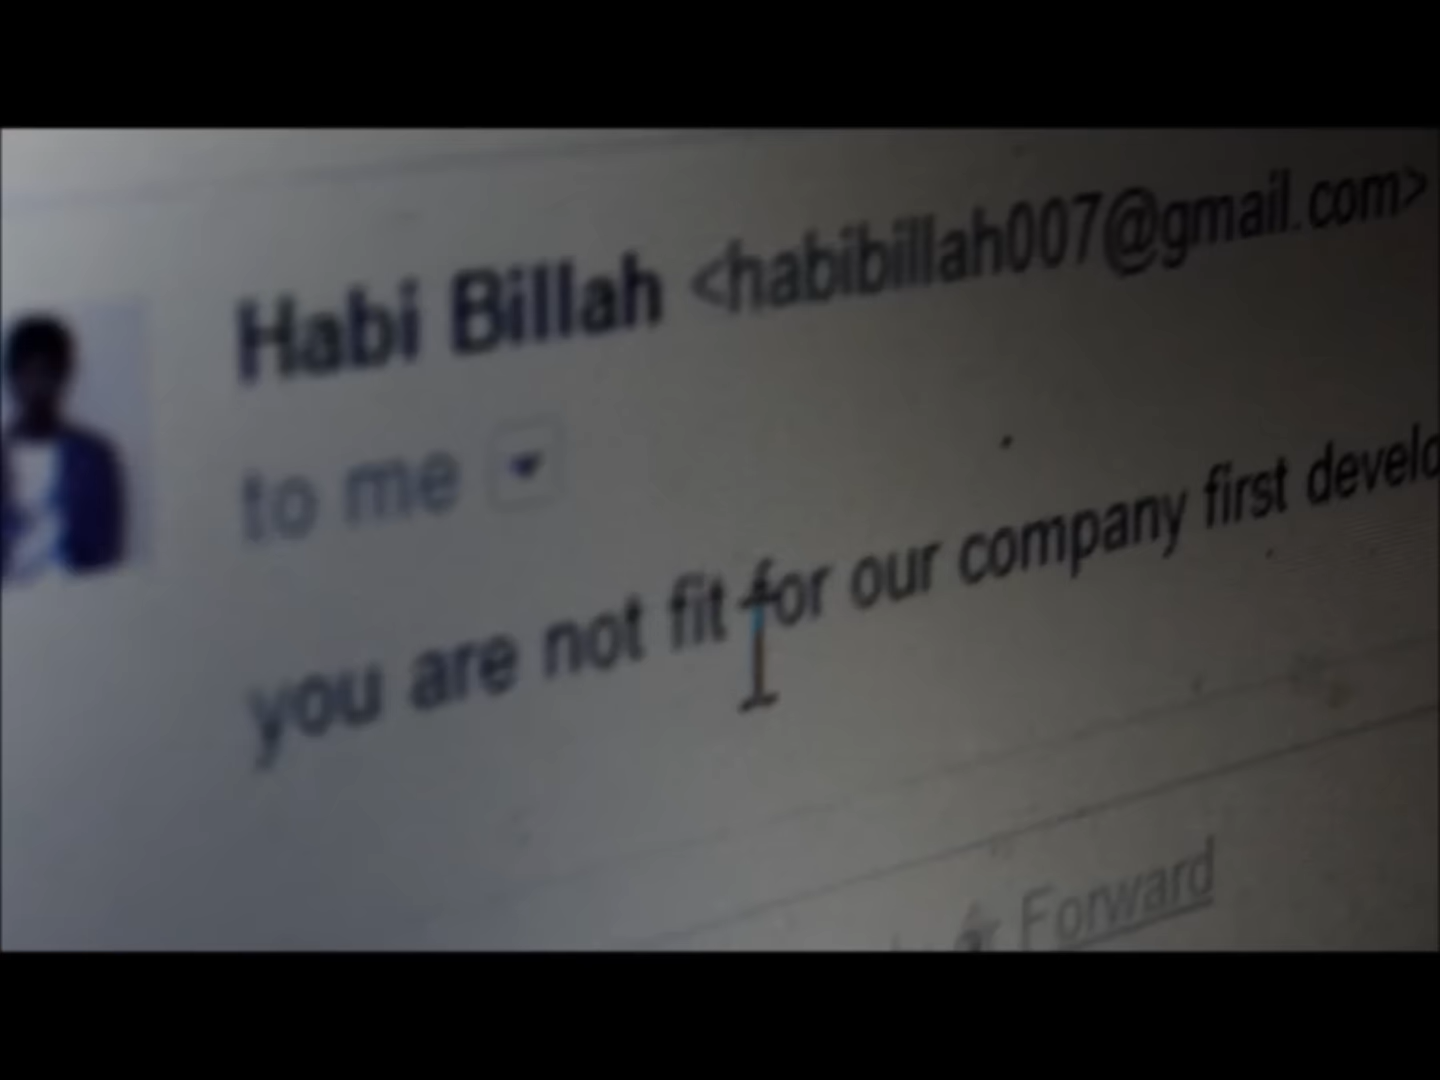 Habi Billah <habibillah007@gmail.com>
to me
you are not fit for our company first
Forward